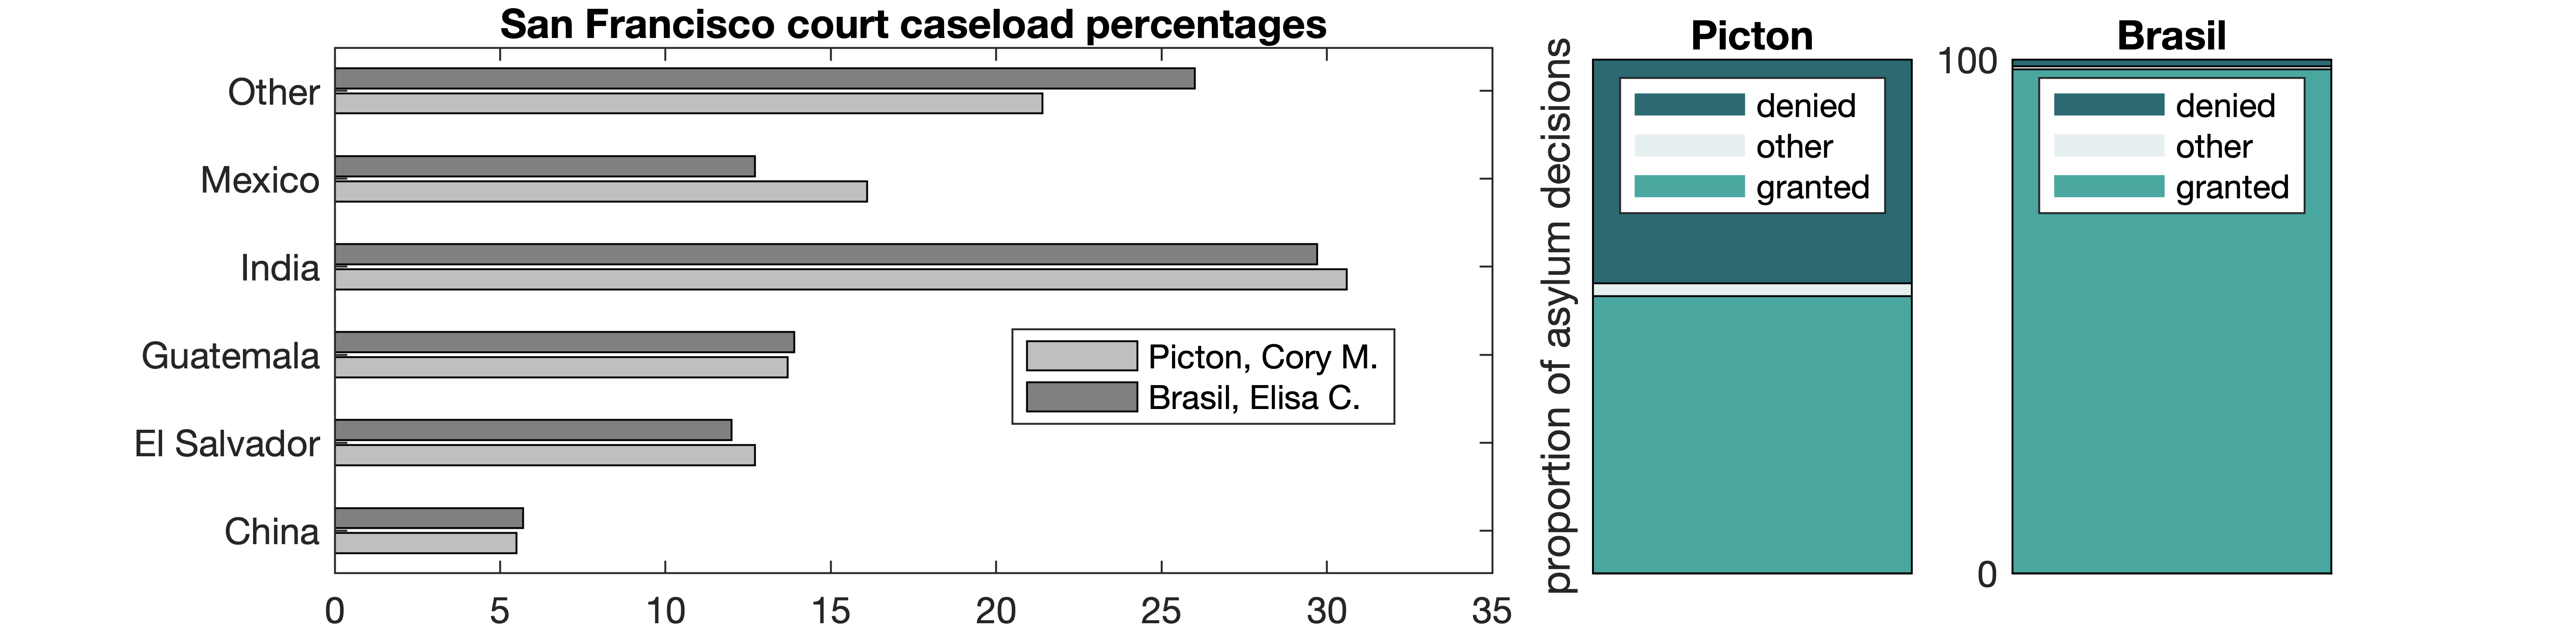 San Francisco court caseload percentages
Other
Mexico
India
Guatemala
El Salvador
China
0 5 10 15 20 25 30 35
Picton, Cory M.
Brasil, Elisa C.
proportion of asylum decisions
Picton
denied
other
granted
Brasil
100
0
denied
other
granted